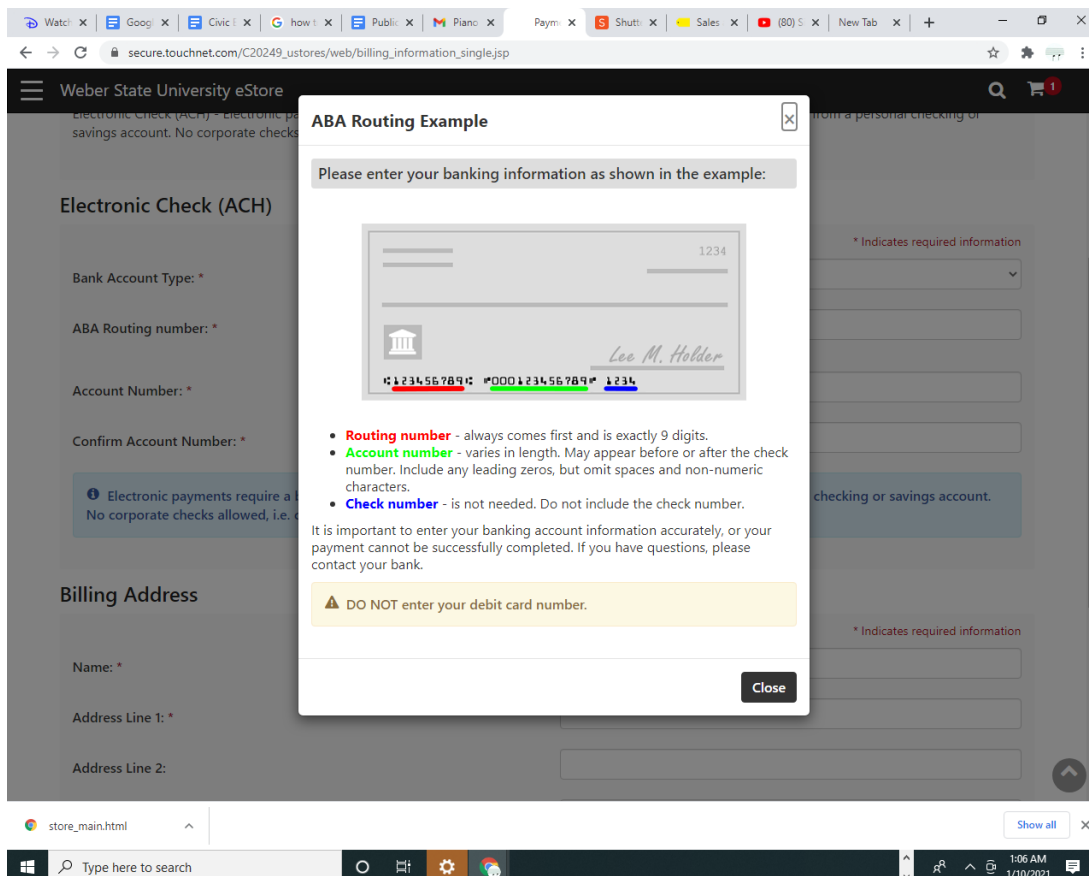 Watch
Googl
Civic E
how t
Public
Piano
Payme
Shutt
Sales
(80) S
New Tab
secure.touchnet.com/C20249_ustores/web/billing_information_single.jsp
Weber State University eStore
1
Electronic Check (ACH) - Electronic pa
from a personal checking or
savings account. No corporate checks
ABA Routing Example
Please enter your banking information as shown in the example:
Electronic Check (ACH)
* Indicates required information
1234
Bank Account Type: *
ABA Routing number: *
Lee M. Holder
123456789 000123456789 1234
Account Number: *
Confirm Account Number: *
Routing number - always comes first and is exactly 9 digits.
Account number - varies in length. May appear before or after the check
number. Include any leading zeros, but omit spaces and non-numeric
characters.
Check number - is not needed. Do not include the check number.
Electronic payments require a b
checking or savings account.
No corporate checks allowed, i.e. c
It is important to enter your banking account information accurately, or your
payment cannot be successfully completed. If you have questions, please
contact your bank.
DO NOT enter your debit card number.
Billing Address
* Indicates required information
Name: *
Close
Address Line 1: *
Address Line 2:
store_main.html
Show all
Type here to search
1:06 AM
1/10/2021